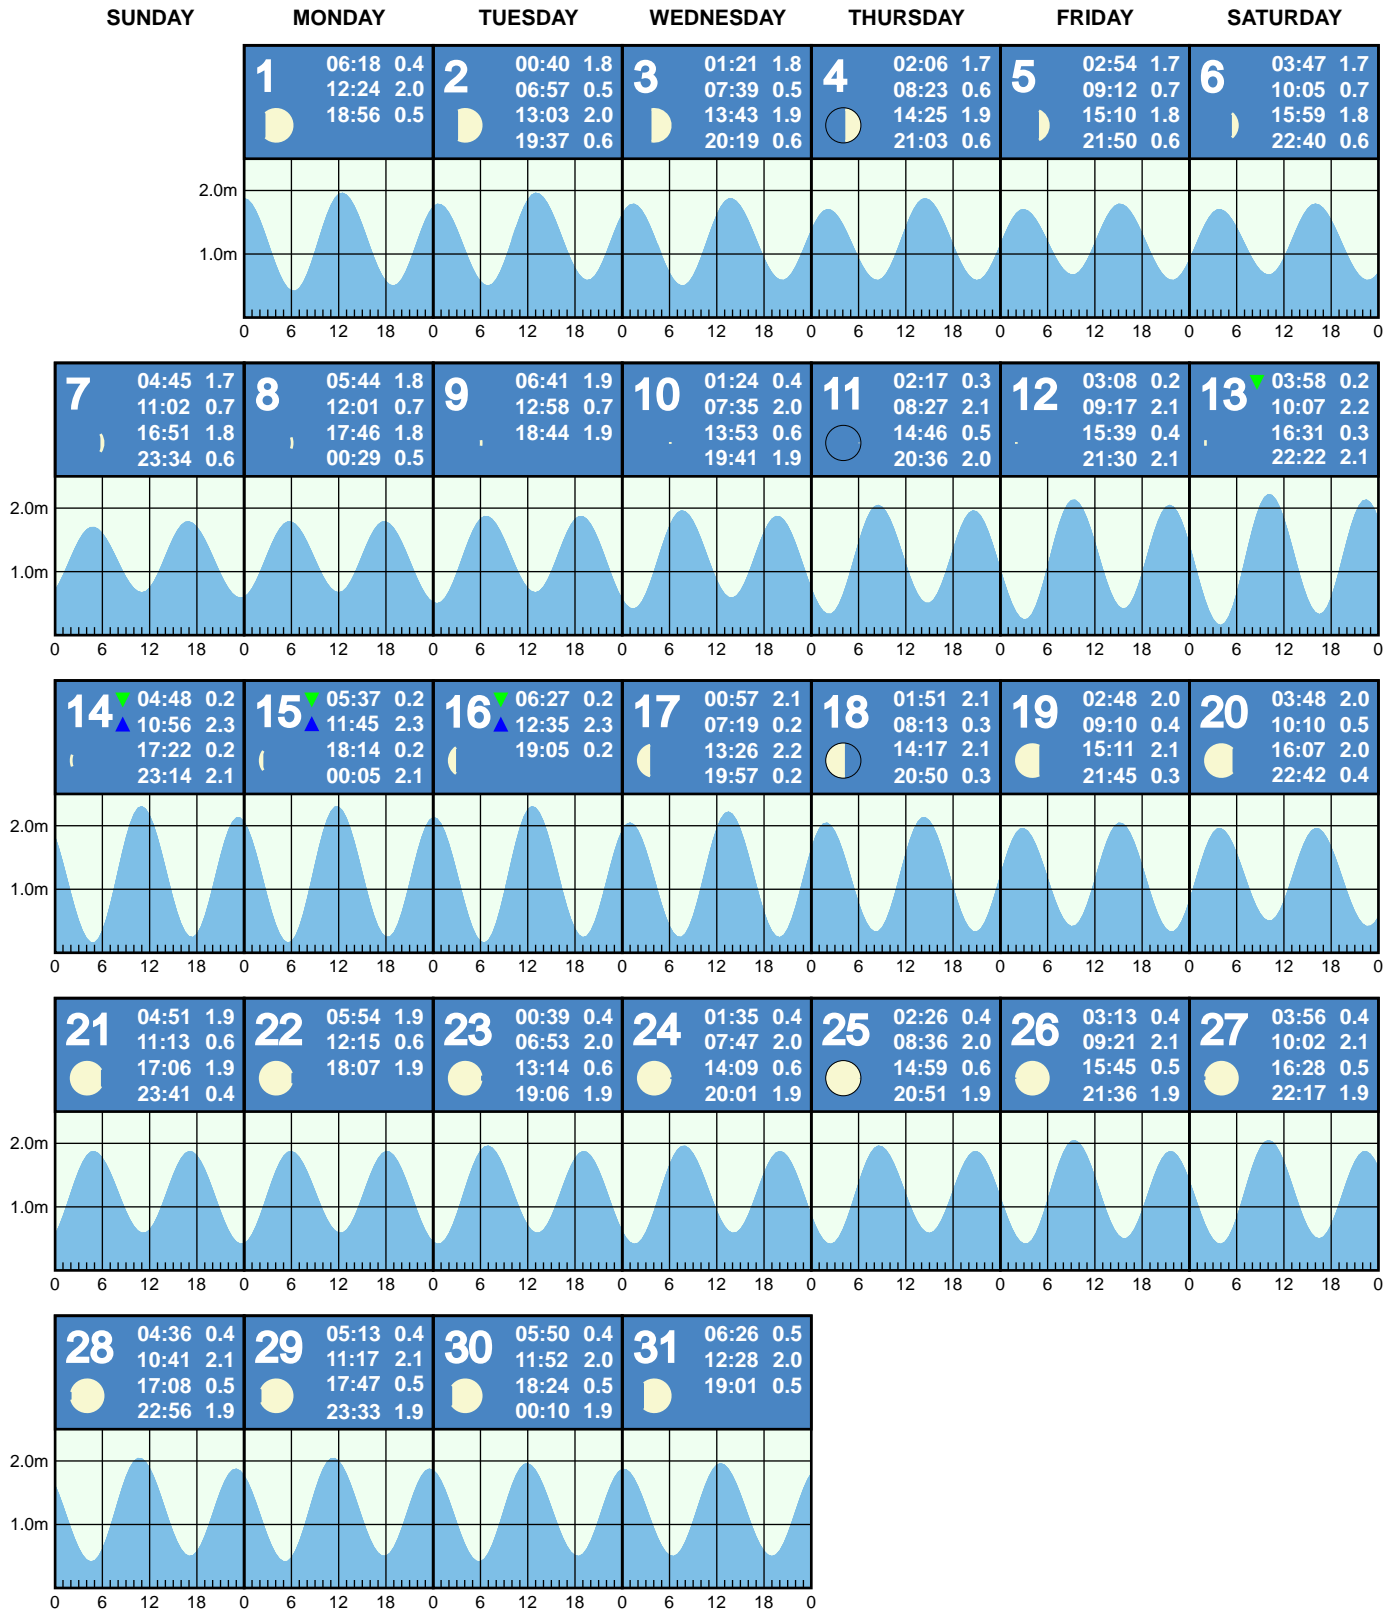 SUNDAY MONDAY TUESDAY WEDNESDAY THURSDAY FRIDAY SATURDAY
1 06:18 0.4
12:24 2.0
18:56 0.5
2 00:40 1.8
06:57 0.5
13:03 2.0
19:37 0.6
3 01:21 1.8
07:39 0.5
13:43 1.9
20:19 0.6
4 02:06 1.7
08:23 0.6
14:25 1.9
21:03 0.6
5 02:54 1.7
09:12 0.7
15:10 1.8
21:50 0.6
6 03:47 1.7
10:05 0.7
15:59 1.8
22:40 0.6
2.0m
1.0m
0 6 12 18 0 6 12 18 0 6 12 18 0 6 12 18 0 6 12 18 0 6 12 18 0
7 04:45 1.7
11:02 0.7
16:51 1.8
23:34 0.6
8 05:44 1.8
12:01 0.7
17:46 1.8
00:29 0.5
9 06:41 1.9
12:58 0.7
18:44 1.9
10 01:24 0.4
07:35 2.0
13:53 0.6
19:41 1.9
11 02:17 0.3
08:27 2.1
14:46 0.5
20:36 2.0
12 03:08 0.2
09:17 2.1
15:39 0.4
21:30 2.1
13 03:58 0.2
10:07 2.2
16:31 0.3
22:22 2.1
2.0m
1.0m
0 6 12 18 0 6 12 18 0 6 12 18 0 6 12 18 0 6 12 18 0 6 12 18 0 6 12 18 0
14 04:48 0.2
10:56 2.3
17:22 0.2
23:14 2.1
15 05:37 0.2
11:45 2.3
18:14 0.2
00:05 2.1
16 06:27 0.2
12:35 2.3
19:05 0.2
17 00:57 2.1
07:19 0.2
13:26 2.2
19:57 0.2
18 01:51 2.1
08:13 0.3
14:17 2.1
20:50 0.3
19 02:48 2.0
09:10 0.4
15:11 2.1
21:45 0.3
20 03:48 2.0
10:10 0.5
16:07 2.0
22:42 0.4
2.0m
1.0m
0 6 12 18 0 6 12 18 0 6 12 18 0 6 12 18 0 6 12 18 0 6 12 18 0 6 12 18 0
21 04:51 1.9
11:13 0.6
17:06 1.9
23:41 0.4
22 05:54 1.9
12:15 0.6
18:07 1.9
23 00:39 0.4
06:53 2.0
13:14 0.6
19:06 1.9
24 01:35 0.4
07:47 2.0
14:09 0.6
20:01 1.9
25 02:26 0.4
08:36 2.0
14:59 0.6
20:51 1.9
26 03:13 0.4
09:21 2.1
15:45 0.5
21:36 1.9
27 03:56 0.4
10:02 2.1
16:28 0.5
22:17 1.9
2.0m
1.0m
0 6 12 18 0 6 12 18 0 6 12 18 0 6 12 18 0 6 12 18 0 6 12 18 0 6 12 18 0
28 04:36 0.4
10:41 2.1
17:08 0.5
22:56 1.9
29 05:13 0.4
11:17 2.1
17:47 0.5
23:33 1.9
30 05:50 0.4
11:52 2.0
18:24 0.5
00:10 1.9
31 06:26 0.5
12:28 2.0
19:01 0.5
2.0m
1.0m
0 6 12 18 0 6 12 18 0 6 12 18 0 6 12 18 0